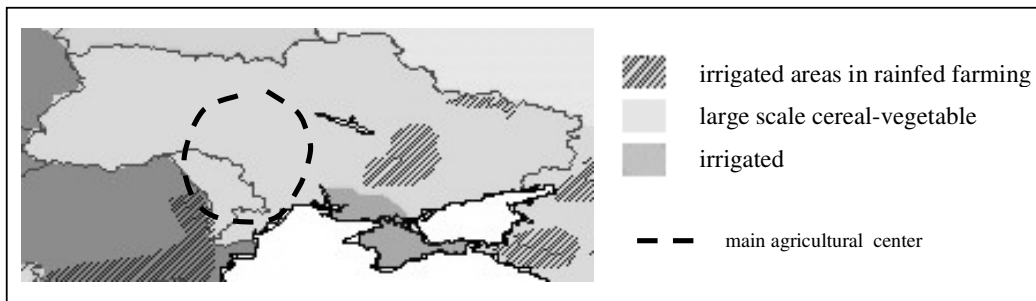 irrigated areas in rainfed farming
large scale cereal-vegetable
irrigated
main agricultural center